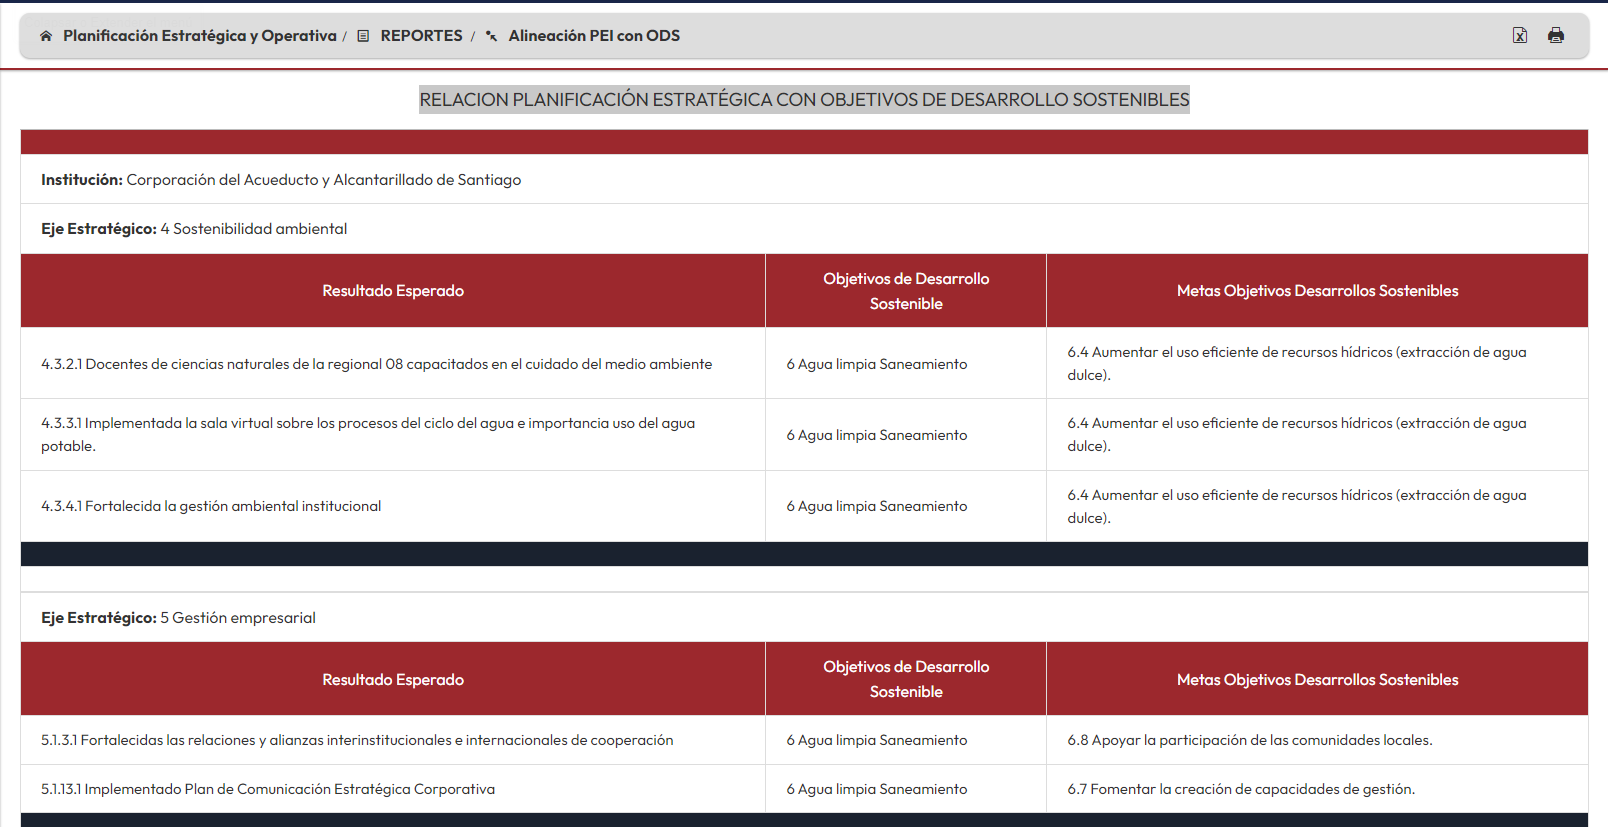 Planificación Estratégica y Operativa / REPORTES / Alineación PEI con ODS
RELACION PLANIFICACIÓN ESTRATÉGICA CON OBJETIVOS DE DESARROLLO SOSTENIBLES
Institución: Corporación del Acueducto y Alcantarillado de Santiago
Eje Estratégico: 4 Sostenibilidad ambiental
Resultado Esperado
Objetivos de Desarrollo
Sostenible
Metas Objetivos Desarrollos Sostenibles
4.3.2.1 Docentes de ciencias naturales de la regional 08 capacitados en el cuidado del medio ambiente
6 Agua limpia Saneamiento
6.4 Aumentar el uso eficiente de recursos hídricos (extracción de agua
dulce).
4.3.3.1 Implementada la sala virtual sobre los procesos del ciclo del agua e importancia uso del agua
potable.
6 Agua limpia Saneamiento
6.4 Aumentar el uso eficiente de recursos hídricos (extracción de agua
dulce).
4.3.4.1 Fortalecida la gestión ambiental institucional
6 Agua limpia Saneamiento
6.4 Aumentar el uso eficiente de recursos hídricos (extracción de agua
dulce).
Eje Estratégico: 5 Gestión empresarial
Resultado Esperado
Objetivos de Desarrollo
Sostenible
Metas Objetivos Desarrollos Sostenibles
5.1.3.1 Fortalecidas las relaciones y alianzas interinstitucionales e internacionales de cooperación
6 Agua limpia Saneamiento
6.8 Apoyar la participación de las comunidades locales.
5.1.13.1 Implementado Plan de Comunicación Estratégica Corporativa
6 Agua limpia Saneamiento
6.7 Fomentar la creación de capacidades de gestión.